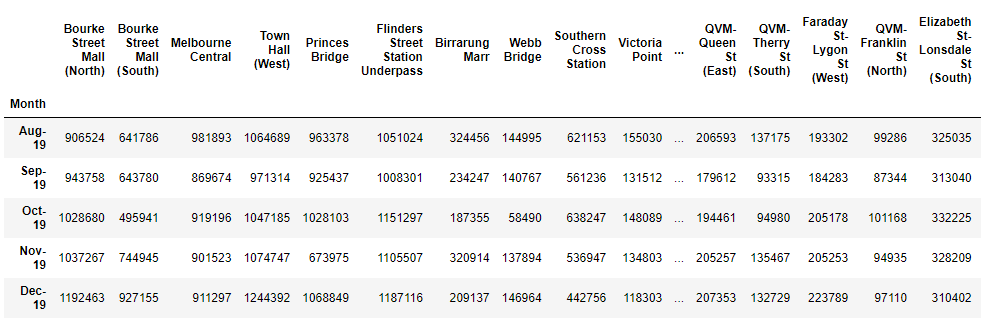 Bourke Street Mall (North) Bourke Street Mall (South) Melbourne Central Town Hall (West) Princes Bridge Flinders Street Station Underpass Birrarung Marr Webb Bridge Southern Cross Station Victoria Point ... QVM-Queen St (East) QVM-Therry St (South) Faraday St-Lygon St (West) QVM-Franklin St (North) Elizabeth St-Lonsdale St (South)
Month
Aug-19 906524 641786 981893 1064689 963378 1051024 324456 144995 621153 155030 ... 206593 137175 193302 99286 325035
Sep-19 943758 643780 869674 971314 925437 1008301 234247 140767 561236 131512 ... 179612 93315 184283 87344 313040
Oct-19 1028680 495941 919196 1047185 1028103 1151297 187355 58490 638247 148089 ... 194461 94980 205178 101168 332225
Nov-19 1037267 744945 901523 1074747 673975 1105507 320914 137894 536947 134803 ... 205257 135467 205253 94935 328209
Dec-19 1192463 927155 911297 1244392 1068849 1187116 209137 146964 442756 118303 ... 207353 132729 223789 97110 310402